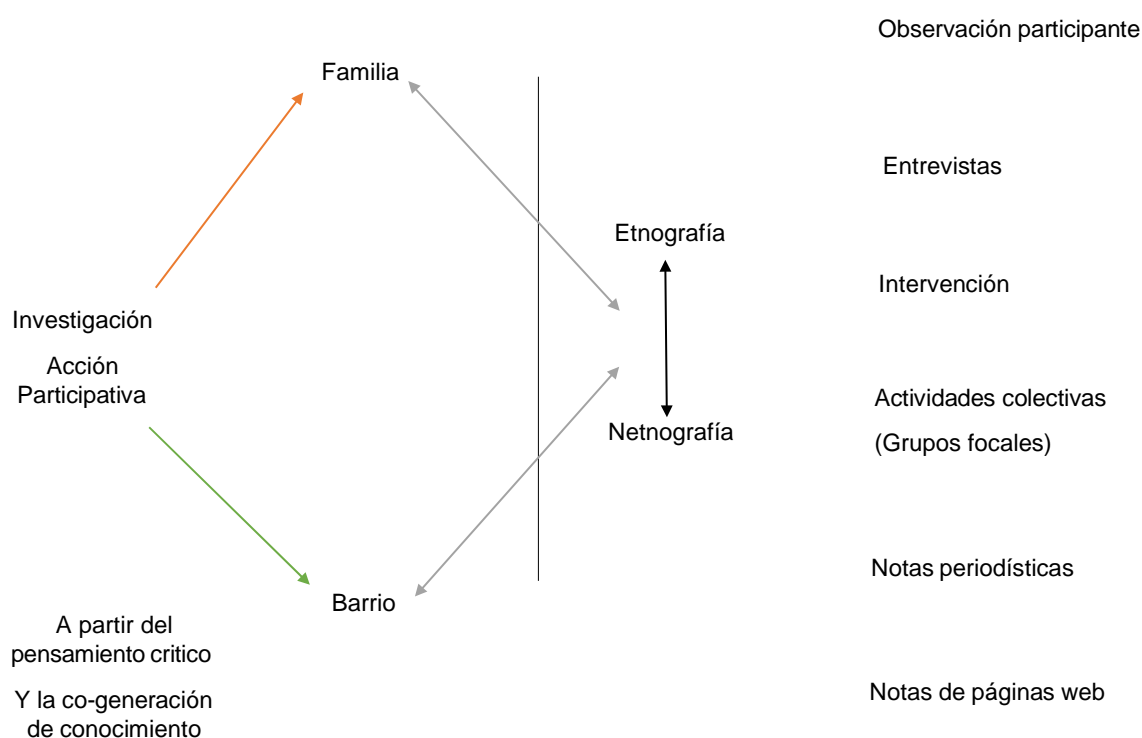 Observación participante
Familia
Entrevistas
Etnografía
Intervención
Investigación
Acción
Participativa
Actividades colectivas
(Grupos focales)
Netnografía
Notas periodísticas
Barrio
A partir del
pensamiento critico
Y la co-generación
de conocimiento
Notas de páginas web